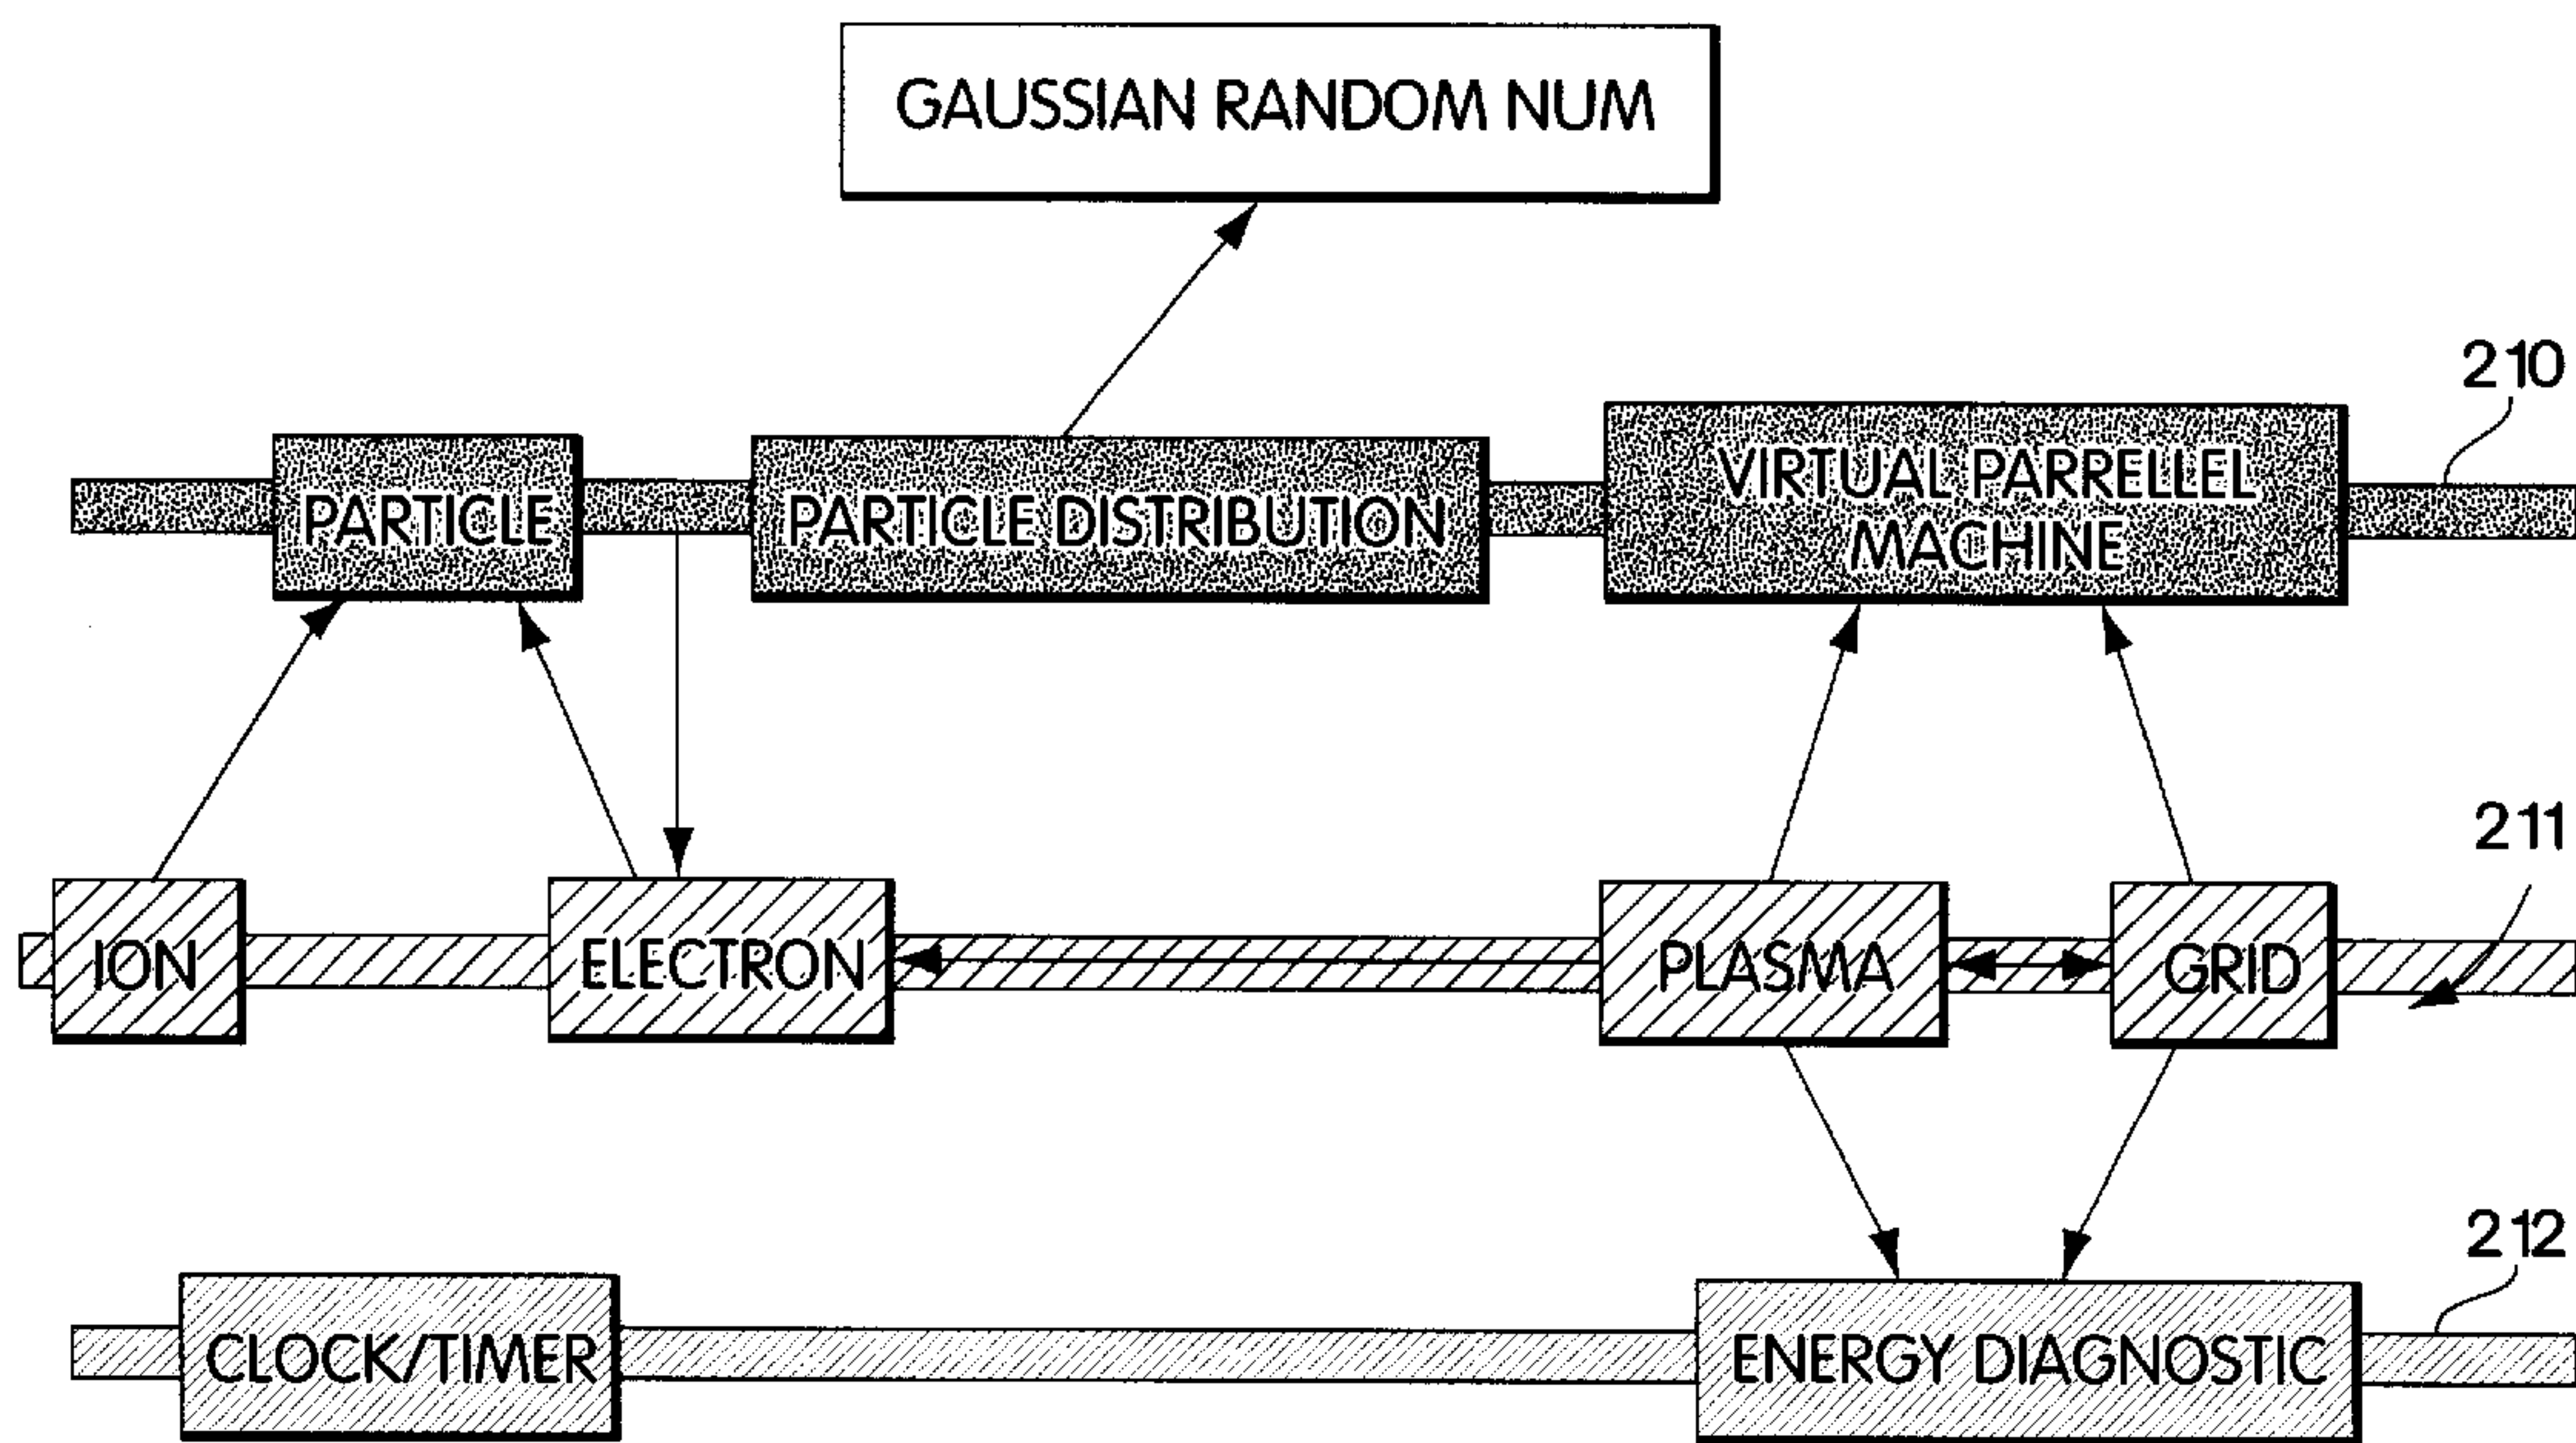 GAUSSIAN RANDOM NUM
210
PARTICLE
PARTICLE DISTRIBUTION
VIRTUAL PARRELLEL
MACHINE
211
ION
ELECTRON
PLASMA
GRID
212
CLOCK/TIMER
ENERGY DIAGNOSTIC